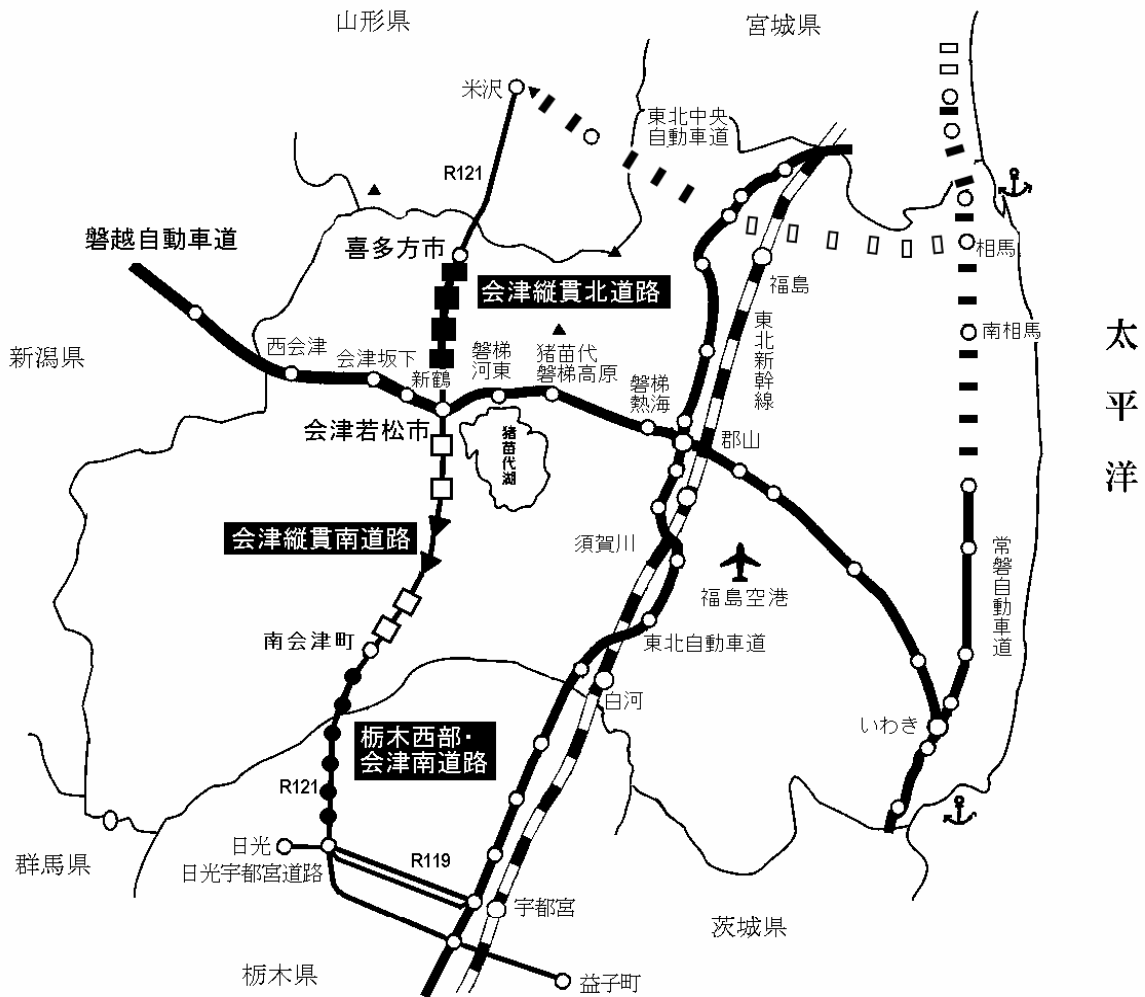 山形県
宮城県
米沢
東北中央
自動車道
R121
磐越自動車道
喜多方市
会津縦貫北道路
相馬
福島
新潟県
西会津
会津坂下
新鶴
磐梯
河東
猪苗代
磐梯高原
東北新幹線
南相馬
太平洋
磐梯
熱海
会津若松市
猪苗代湖
郡山
会津縦貫南道路
須賀川
福島空港
常磐自動車道
南会津町
東北自動車道
白河
いわき
栃木西部・
会津南道路
R121
日光
R119
群馬県
日光宇都宮道路
宇都宮
茨城県
栃木県
益子町